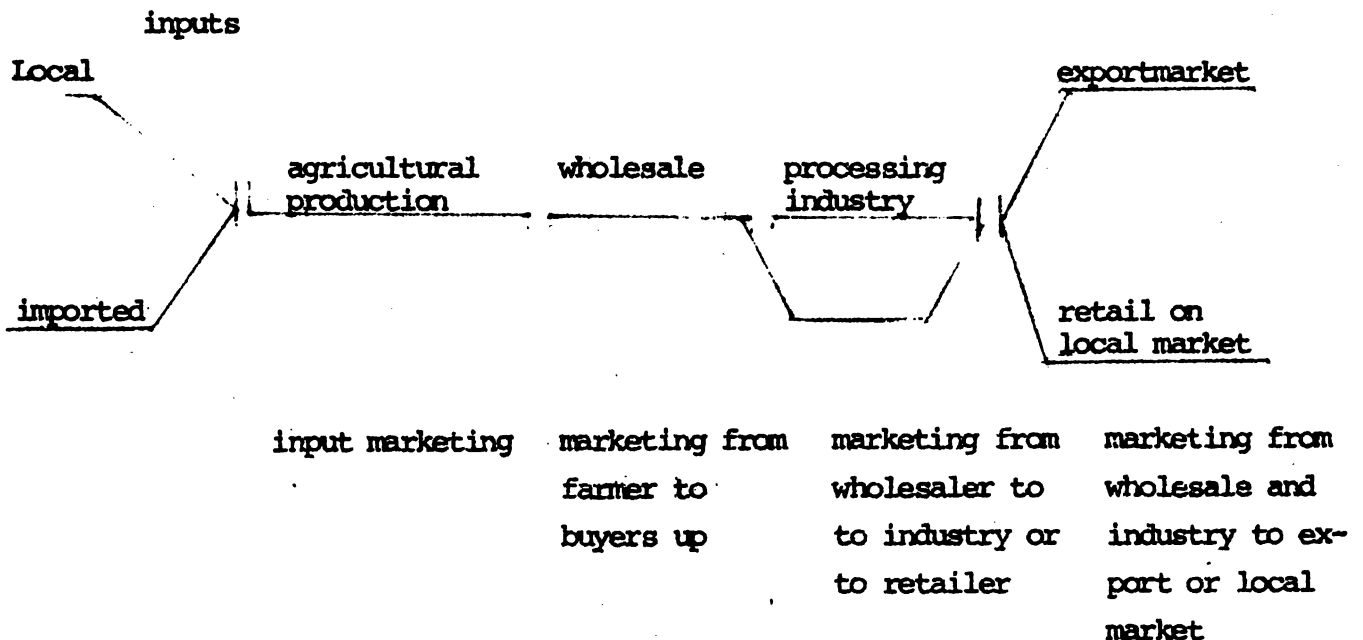 inputs
Local
exportmarket
agricultural
production
wholesale
processing
industry
imported
retail on
local market
input marketing
marketing from
farmer to
buyers up
marketing from
wholesaler to
to industry or
to retailer
marketing from
wholesale and
industry to ex-
port or local
market